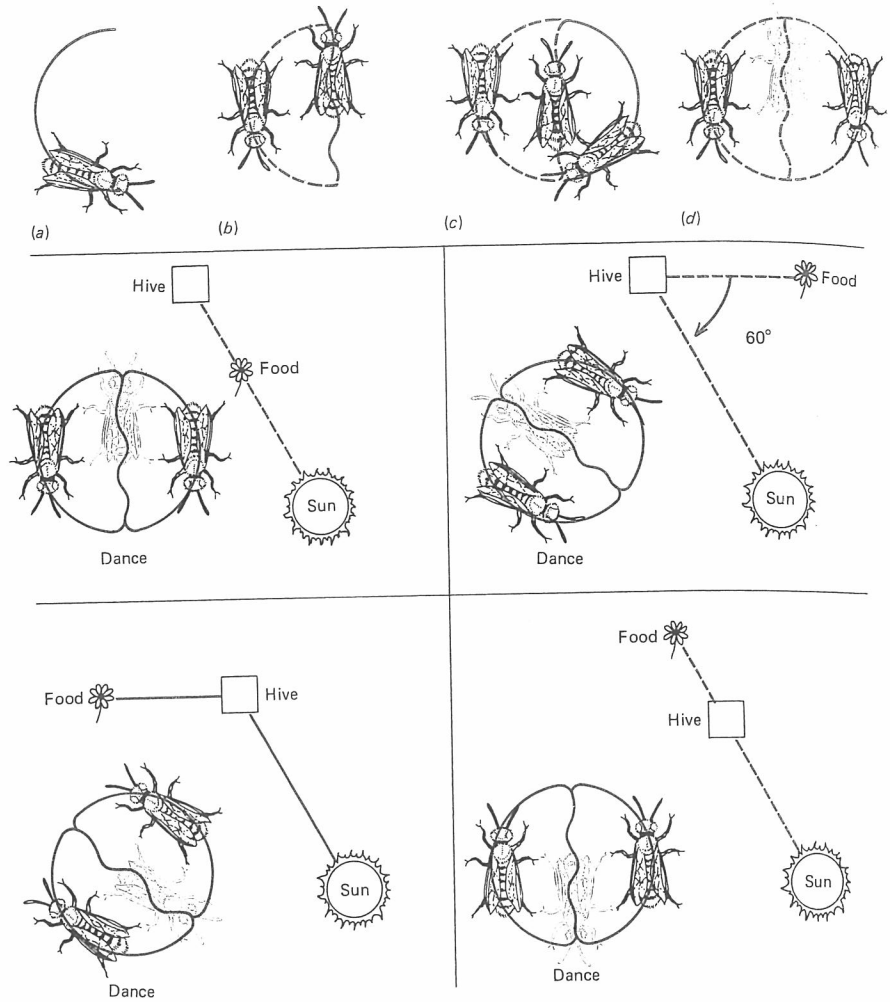 (a)
(b)
(c)
(d)
Hive
Food
Sun
Dance
Hive
Food
60°
Sun
Dance
Food
Hive
Sun
Dance
Food
Hive
Sun
Dance